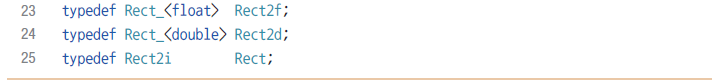 23 typedef Rect_<float> Rect2f;
24 typedef Rect_<double> Rect2d;
25 typedef Rect2i Rect;